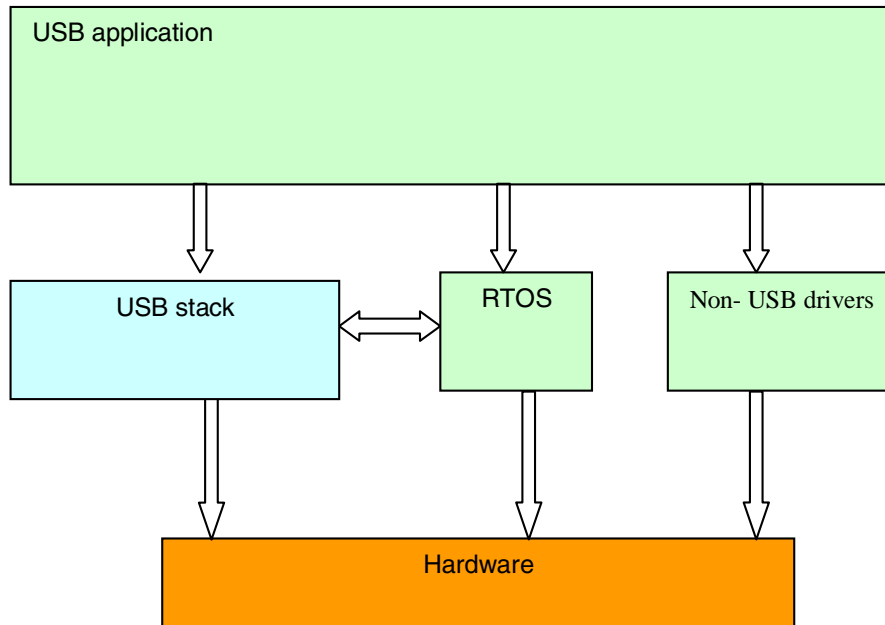 USB application
USB stack
RTOS
Non- USB drivers
Hardware